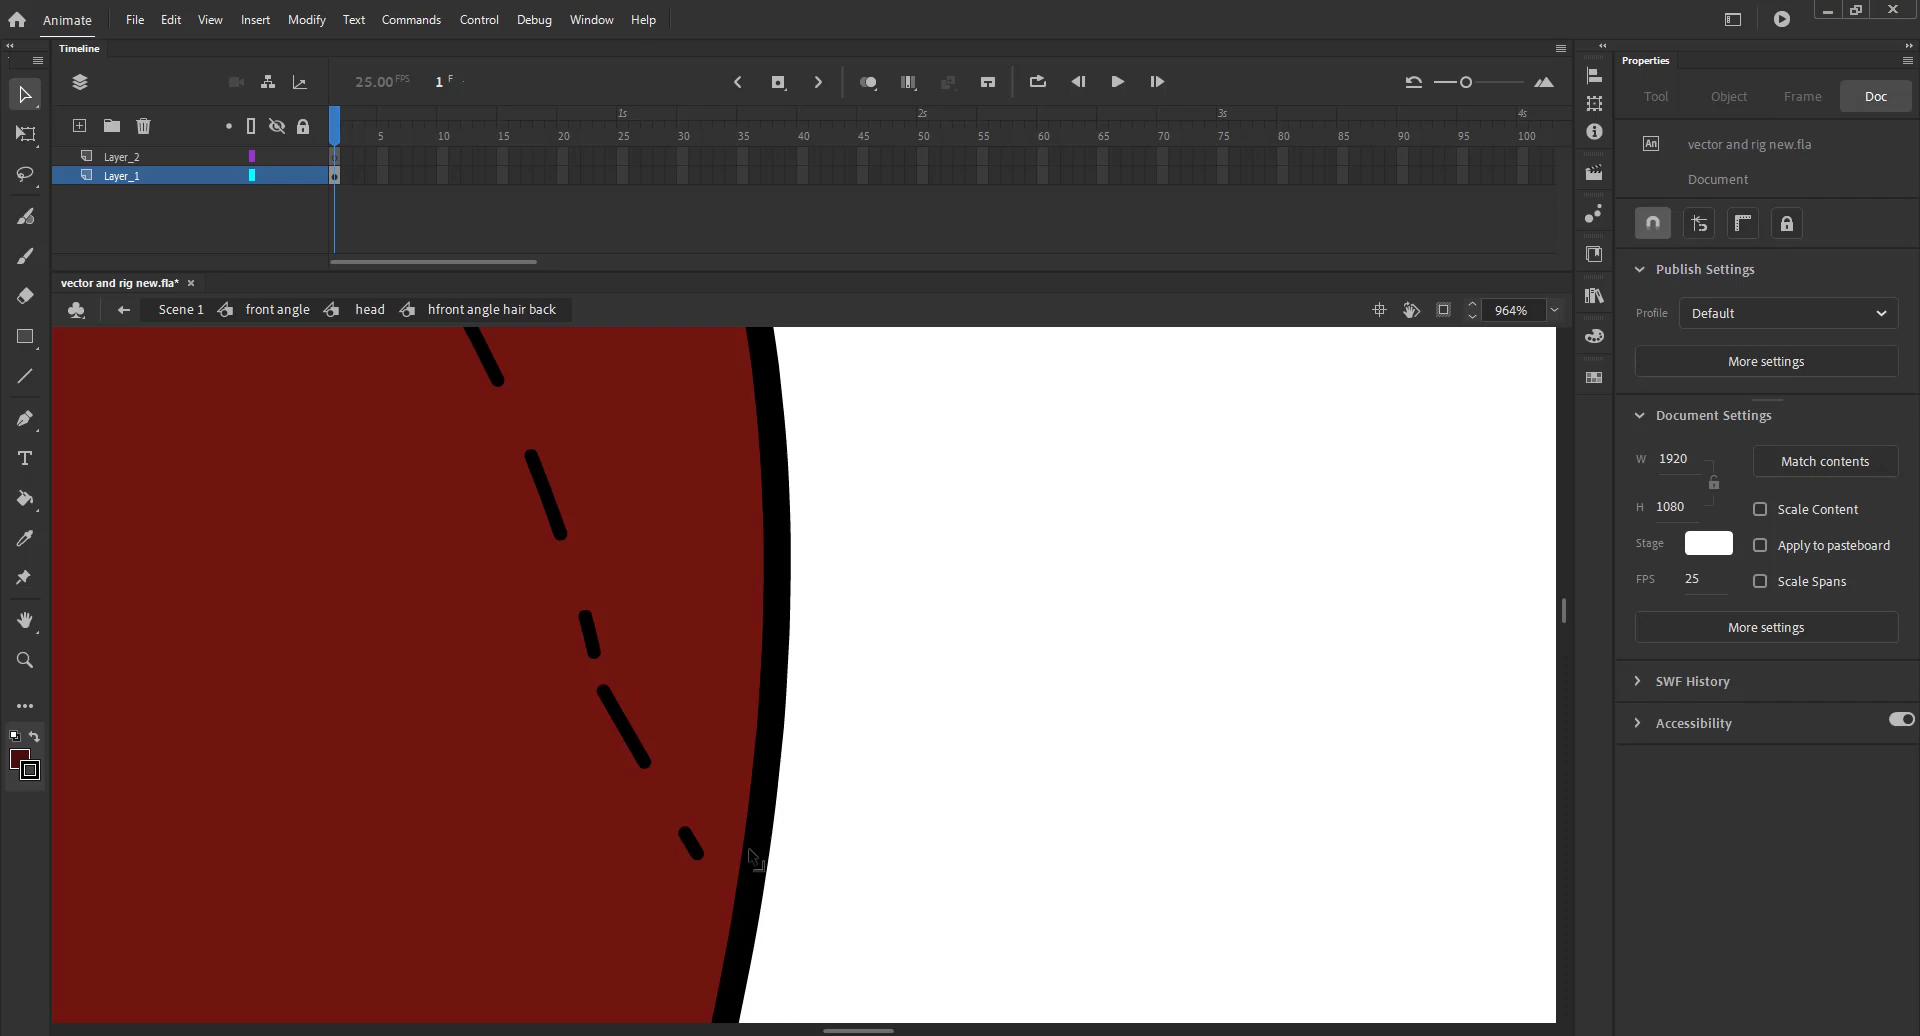 Animate File Edit View Insert Modify Text Commands Control Debug Window Help
Timeline
25.00 FPS 1 F
1s 2s 3s 4s
5 10 15 20 25 30 35 40 45 50 55 60 65 70 75 80 85 90 95 100
Layer_2
Layer_1
vector and rig new.fla*
Scene 1 front angle head hfront angle hair back 964%
Properties
Tool Object Frame Doc
An vector and rig new.fla
Document
Publish Settings
Profile Default
More settings
Document Settings
W 1920 Match contents
H 1080 Scale Content
Stage Apply to pasteboard
FPS 25 Scale Spans
More settings
SWF History
Accessibility